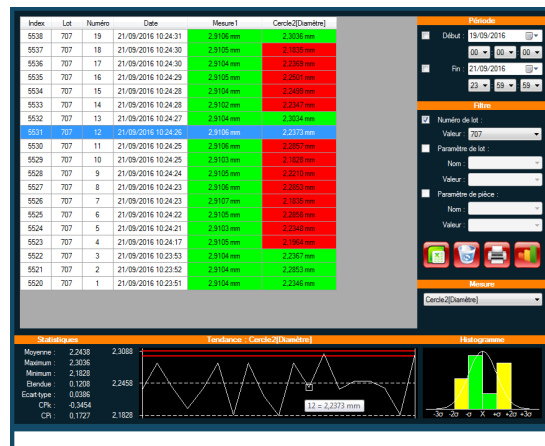 Index Lot Numéro Date Mesure1 Cercle2[Diamètre]
5538 707 19 21/09/2016 10:24:31 2,9106 mm 2,3036 mm
5537 707 18 21/09/2016 10:24:30 2,9105 mm 2,1835 mm
5536 707 17 21/09/2016 10:24:30 2,9104 mm 2,2369 mm
5535 707 16 21/09/2016 10:24:29 2,9105 mm 2,2501 mm
5534 707 15 21/09/2016 10:24:28 2,9104 mm 2,2499 mm
5533 707 14 21/09/2016 10:24:28 2,9102 mm 2,2347 mm
5532 707 13 21/09/2016 10:24:27 2,9104 mm 2,3034 mm
5531 707 12 21/09/2016 10:24:26 2,9106 mm 2,2373 mm
5530 707 11 21/09/2016 10:24:25 2,9106 mm 2,2857 mm
5529 707 10 21/09/2016 10:24:25 2,9103 mm 2,1828 mm
5528 707 9 21/09/2016 10:24:24 2,9105 mm 2,2210 mm
5527 707 8 21/09/2016 10:24:23 2,9106 mm
5526 707 7 21/09/2016 10:24:23 2,9107 mm 2,1835 mm
5525 707 6 21/09/2016 10:24:22 2,9105 mm 2,2858 mm
5524 707 5 21/09/2016 10:24:21 2,9103 mm 2,2348 mm
5523 707 4 21/09/2016 10:24:17 2,9105 mm
5522 707 3 21/09/2016 10:23:53 2,9104 mm 2,2367 mm
5521 707 2 21/09/2016 10:23:52 2,9104 mm 2,2853 mm
5520 707 1 21/09/2016 10:23:51 2,9104 mm 2,2346 mm
Période
Début : 19/09/2016
00 00 00
Fin : 21/09/2016
23 59 59
Filtre
Numéro de lot :
Valeur : 707
Paramètre de lot :
Nom :
Valeur :
Paramètre de pièce :
Nom :
Valeur :
Mesure
Cercle2[Diamètre]
Statistiques
Moyenne : 2,2438
Maximum : 2,3036
Minimum : 2,1828
Etendue : 0,1208
Ecart-type : 0,0386
CPk : -0,3454
CPi : 0,1727
Tendance : Cercle2[Diamètre]
2,3088
2,2458
2,1828
12 = 2,2373 mm
Histogramme
-3σ -2σ -σ X +σ +2σ +3σ